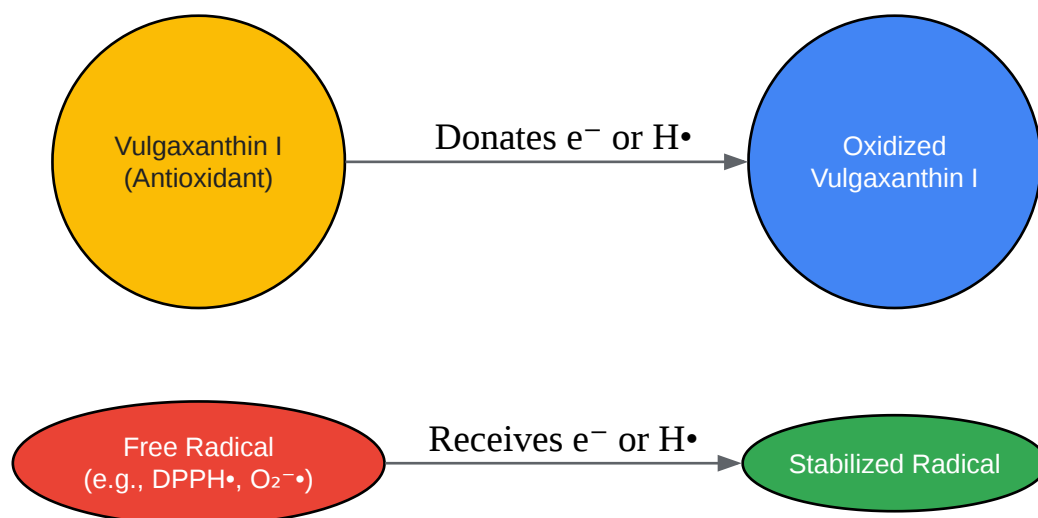 Vulgaxanthin I
(Antioxidant)
Donates e⁻ or H•
Oxidized
Vulgaxanthin I
Free Radical
(e.g., DPPH•, O₂⁻•)
Receives e⁻ or H•
Stabilized Radical